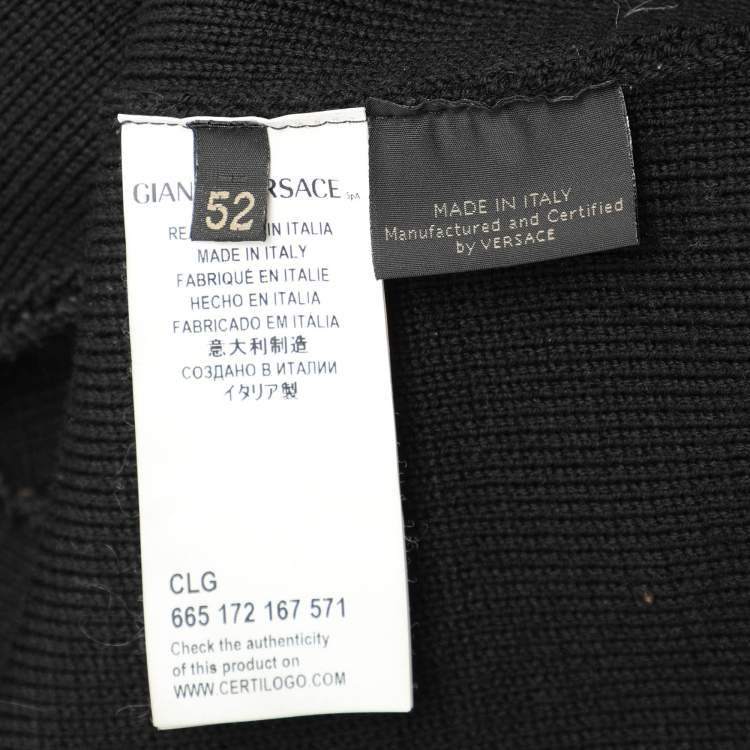 GIAN RSACE SpA
52
RE IN ITALIA
MADE IN ITALY
FABRIQUÉ EN ITALIE
HECHO EN ITALIA
FABRICADO EM ITALIA
意大利制造
СОЗДАНО В ИТАЛИИ
イタリア製
CLG
665 172 167 571
Check the authenticity
of this product on
WWW.CERTILOGO.COM
MADE IN ITALY
Manufactured and Certified
by VERSACE